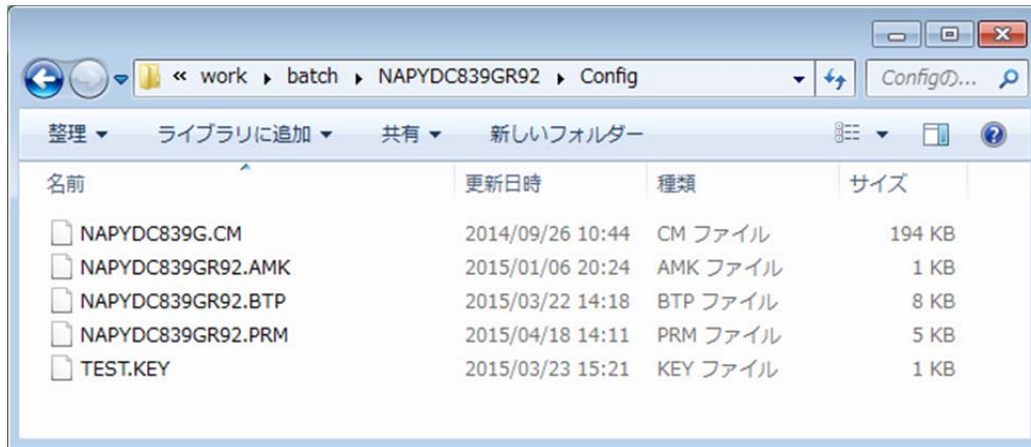 « work ▸ batch ▸ NAPYDC839GR92 ▸ Config Configの...
整理 ライブラリに追加 共有 新しいフォルダー
名前 更新日時 種類 サイズ
NAPYDC839G.CM 2014/09/26 10:44 CM ファイル 194 KB
NAPYDC839GR92.AMK 2015/01/06 20:24 AMK ファイル 1 KB
NAPYDC839GR92.BTP 2015/03/22 14:18 BTP ファイル 8 KB
NAPYDC839GR92.PRM 2015/04/18 14:11 PRM ファイル 5 KB
TEST.KEY 2015/03/23 15:21 KEY ファイル 1 KB